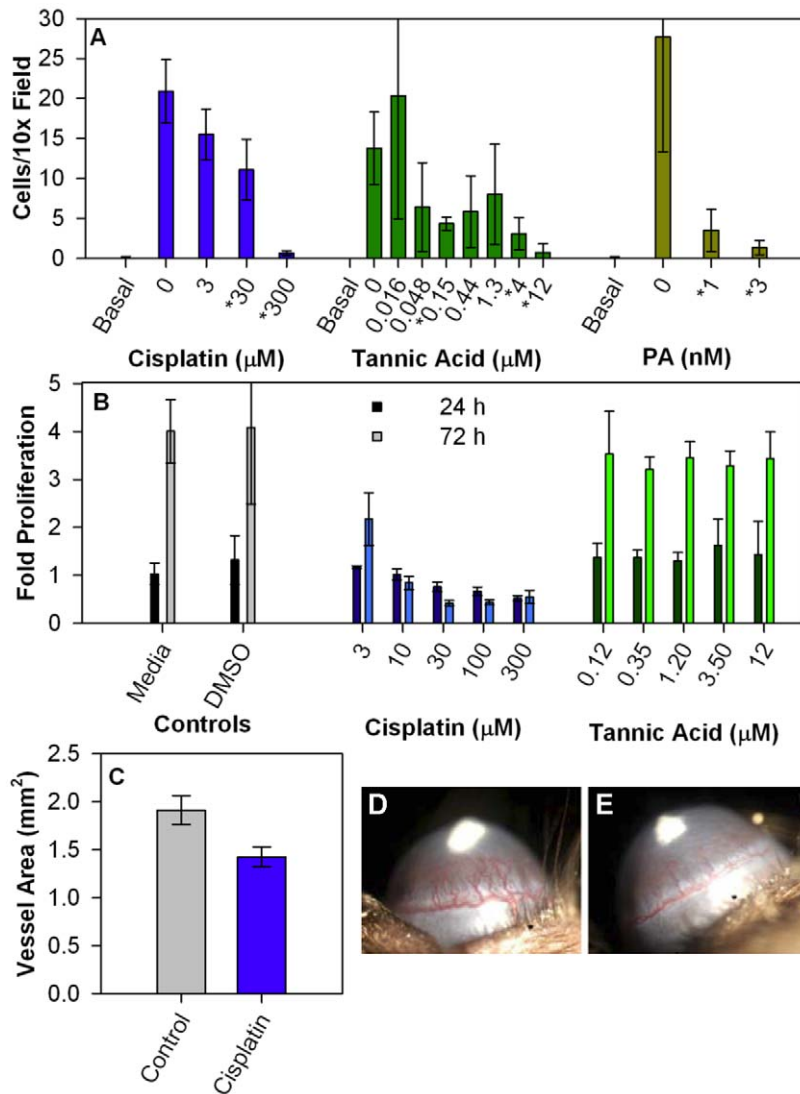 A
Cells/10x Field
30
25
20
15
10
5
0
Basal
0
3
*30
*300
Cisplatin (μM)
Basal
0
0.016
0.048
*0.15
0.44
1.3
*4
*12
Tannic Acid (μM)
Basal
0
*1
*3
PA (nM)
B
Fold Proliferation
5
4
3
2
1
0
24 h
72 h
Media
DMSO
Controls
3
10
30
100
300
Cisplatin (μM)
0.12
0.35
1.20
3.50
12
Tannic Acid (μM)
C
Vessel Area (mm²)
2.5
2.0
1.5
1.0
0.5
0.0
Control
Cisplatin
D
E